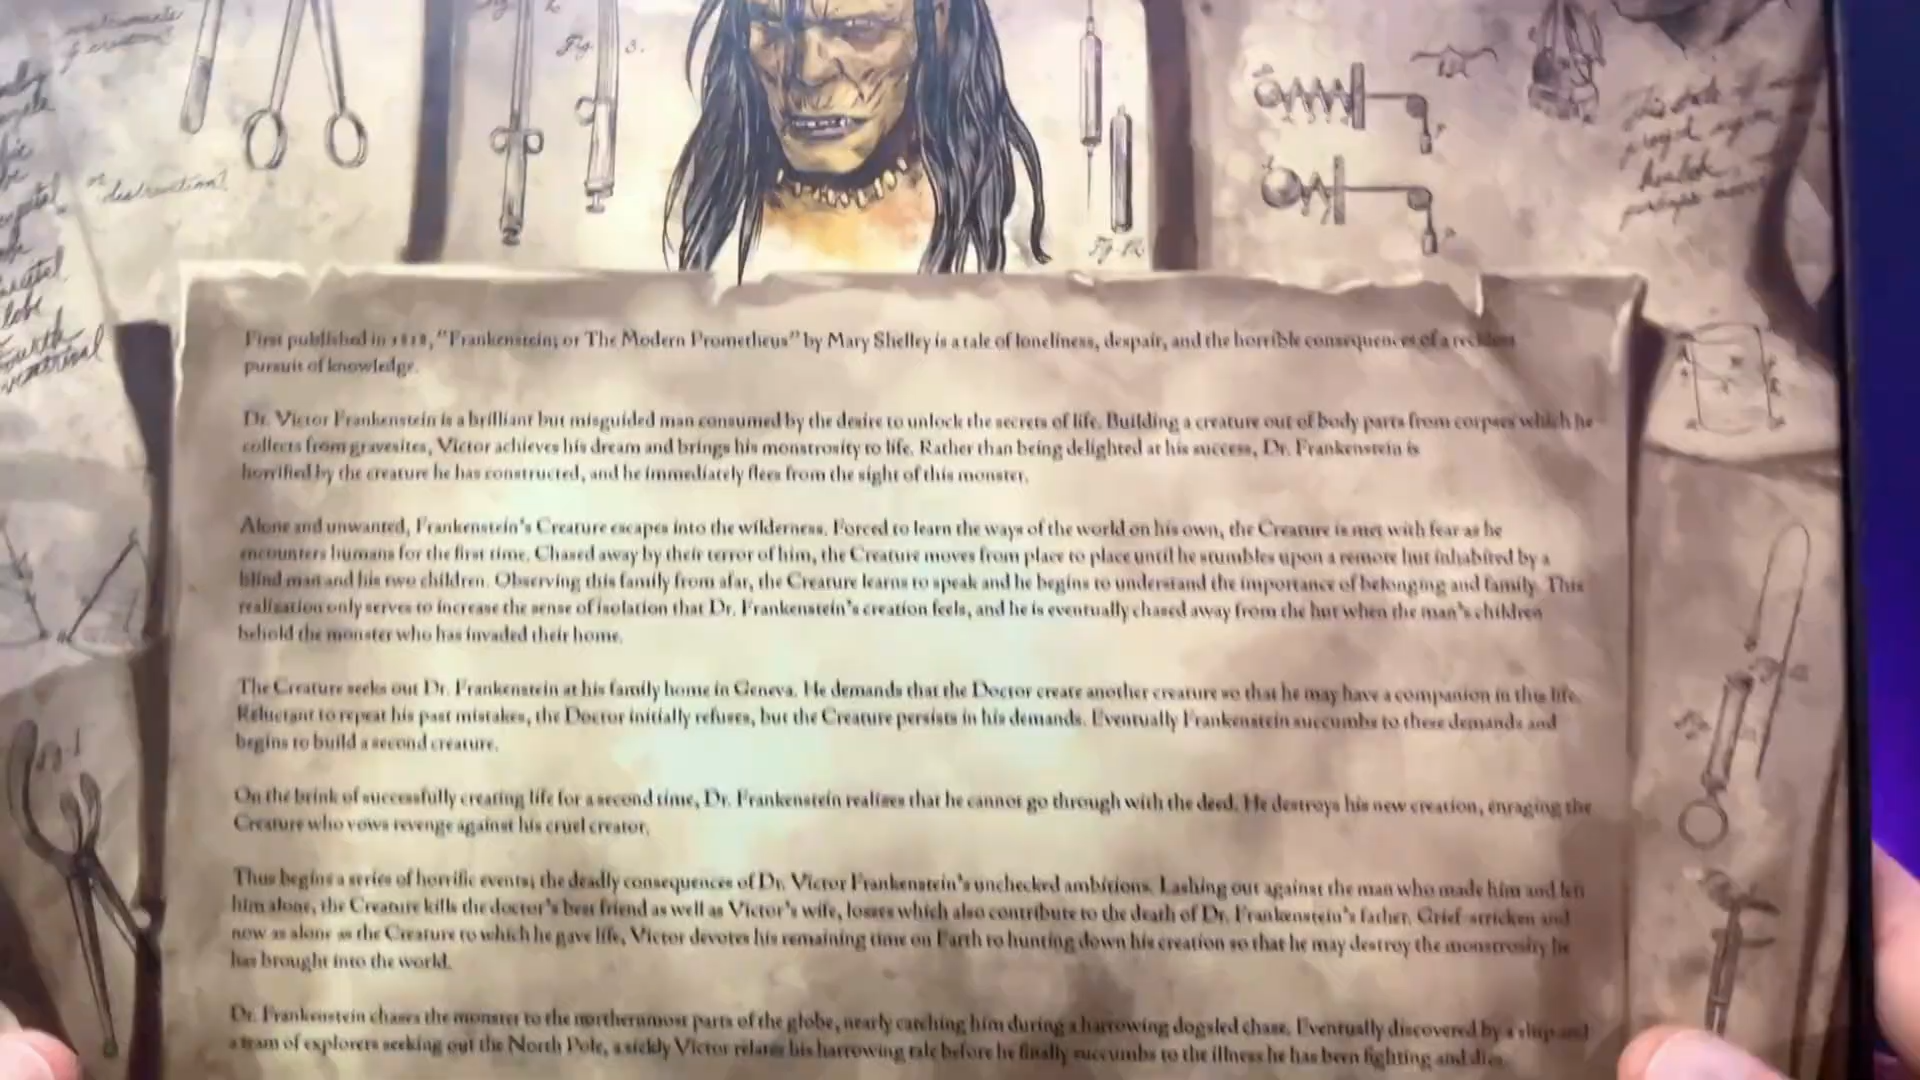 of creation!
Fig. 2.
Fig. 3.
or destruction!
lobe
Fourth
ventrical
Fig. 12
First published in 1818, "Frankenstein; or The Modern Prometheus" by Mary Shelley is a tale of loneliness, despair, and the horrible consequences of a reckless
pursuit of knowledge.
Dr. Victor Frankenstein is a brilliant but misguided man consumed by the desire to unlock the secrets of life. Building a creature out of body parts from corpses which he
collects from gravesites, Victor achieves his dream and brings his monstrosity to life. Rather than being delighted at his success, Dr. Frankenstein is
horrified by the creature he has constructed, and he immediately flees from the sight of this monster.
Alone and unwanted, Frankenstein's Creature escapes into the wilderness. Forced to learn the ways of the world on his own, the Creature is met with fear as he
encounters humans for the first time. Chased away by their terror of him, the Creature moves from place to place until he stumbles upon a remote hut inhabited by a
blind man and his two children. Observing this family from afar, the Creature learns to speak and he begins to understand the importance of belonging and family. This
realization only serves to increase the sense of isolation that Dr. Frankenstein's creation feels, and he is eventually chased away from the hut when the man's children
behold the monster who has invaded their home.
The Creature seeks out Dr. Frankenstein at his family home in Geneva. He demands that the Doctor create another creature so that he may have a companion in this life.
Reluctant to repeat his past mistakes, the Doctor initially refuses, but the Creature persists in his demands. Eventually Frankenstein succumbs to these demands and
begins to build a second creature.
On the brink of successfully creating life for a second time, Dr. Frankenstein realizes that he cannot go through with the deed. He destroys his new creation, enraging the
Creature who vows revenge against his cruel creator.
Thus begins a series of horrific events; the deadly consequences of Dr. Victor Frankenstein's unchecked ambitions. Lashing out against the man who made him and left
him alone, the Creature kills the doctor's best friend as well as Victor's wife, losses which also contribute to the death of Dr. Frankenstein's father. Grief-stricken and
now as alone as the Creature to which he gave life, Victor devotes his remaining time on Earth to hunting down his creation so that he may destroy the monstrosity he
has brought into the world.
Dr. Frankenstein chases the monster to the northernmost parts of the globe, nearly catching him during a harrowing dogsled chase. Eventually discovered by a ship and
a team of explorers seeking out the North Pole, a sickly Victor relates his harrowing tale before he finally succumbs to the illness he has been fighting and dies.